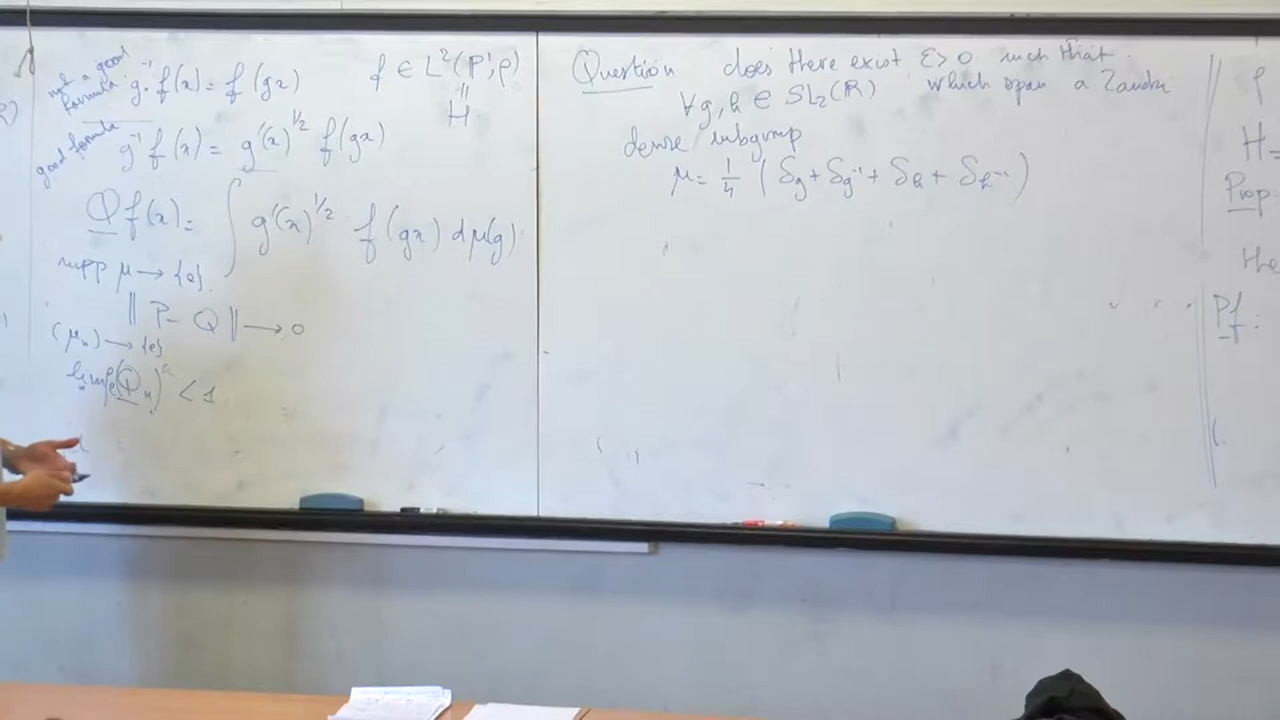 not a good
formula g⁻¹·f(x) = f(gx)
f ∈ L²(P¹, ρ)
=
H
good formula
g⁻¹f(x) = g'(x)^{1/2} f(gx)
Qf(x) = ∫ g'(x)^{1/2} f(gx) dμ(g)
supp μ → {e}.
‖P - Q‖ → 0
(μₙ) → {e}
< 1
Question does there exist ε>0 such that
∀g, h ∈ SL₂(R) which span a Zariski
dense subgroup
μ = 1/4 (δ_g + δ_{g⁻¹} + δ_h + δ_{h⁻¹})
H =
Prop.
the
Pf: